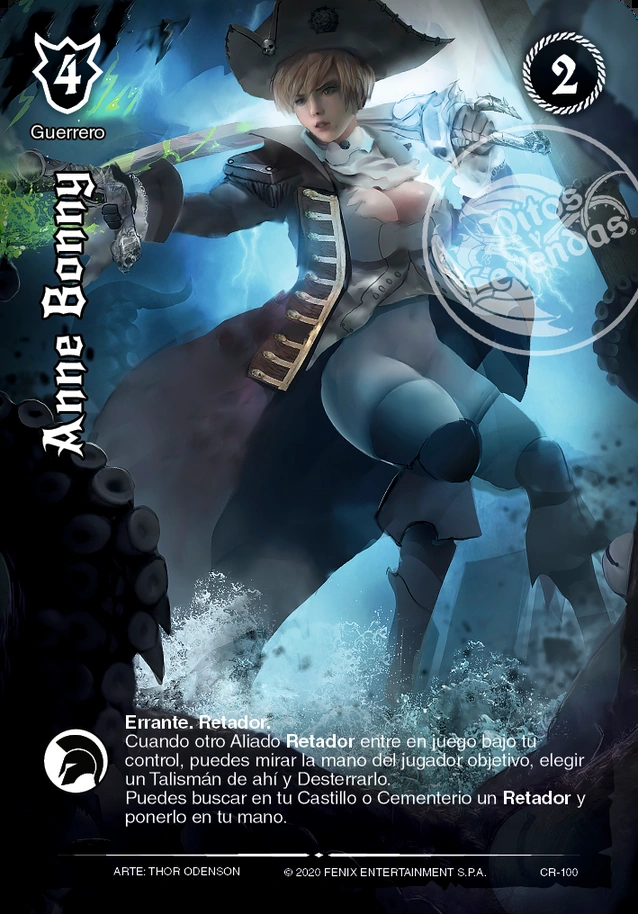 4
2
Guerrero
Anne Bonny
Mitos
y
Leyendas
Errante. Retador.
Cuando otro Aliado Retador entre en juego bajo tu
control, puedes mirar la mano del jugador objetivo, elegir
un Talismán de ahí y Desterrarlo.
Puedes buscar en tu Castillo o Cementerio un Retador y
ponerlo en tu mano.
ARTE: THOR ODENSON © 2020 FENIX ENTERTAINMENT S.P.A. CR-100